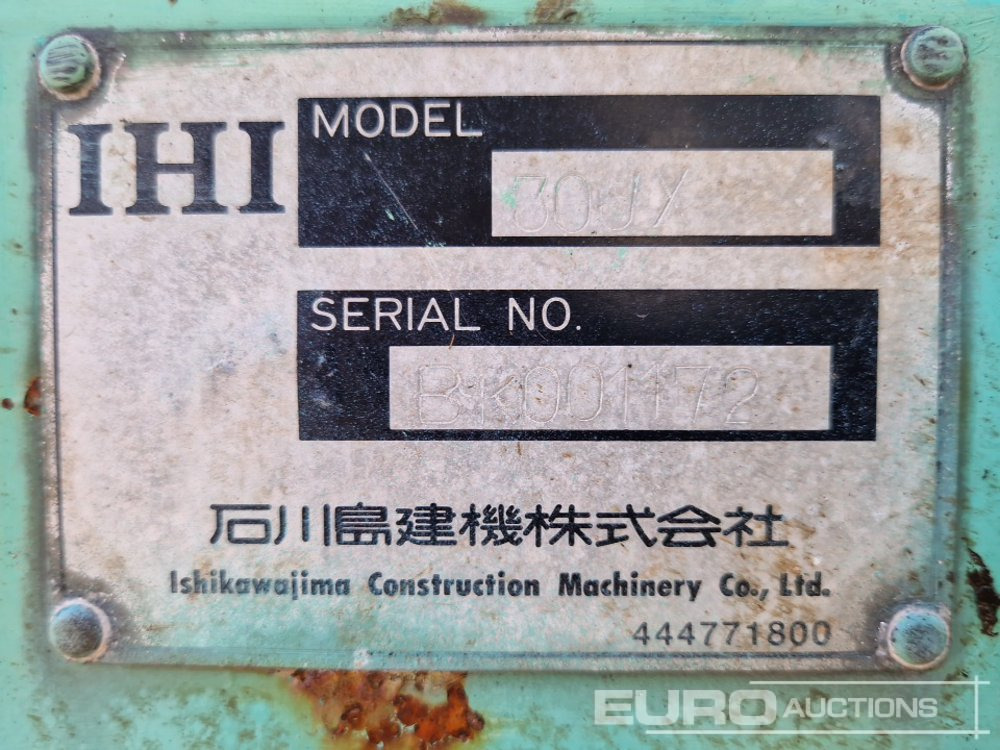 IHI
MODEL
30JX
SERIAL NO.
BK001172
石川島建機株式会社
Ishikawajima Construction Machinery Co., Ltd.
444771800
EURO AUCTIONS